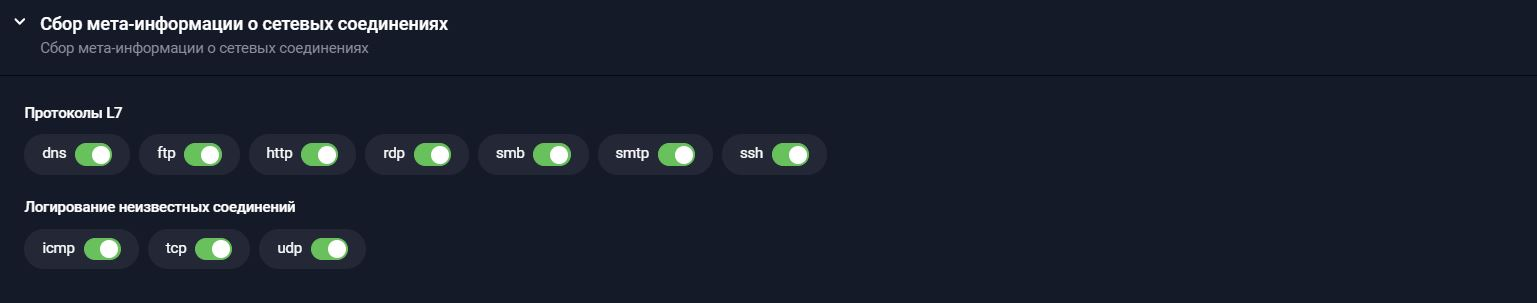 Сбор мета-информации о сетевых соединениях
Сбор мета-информации о сетевых соединениях
Протоколы L7
dns ftp http rdp smb smtp ssh
Логирование неизвестных соединений
icmp tcp udp